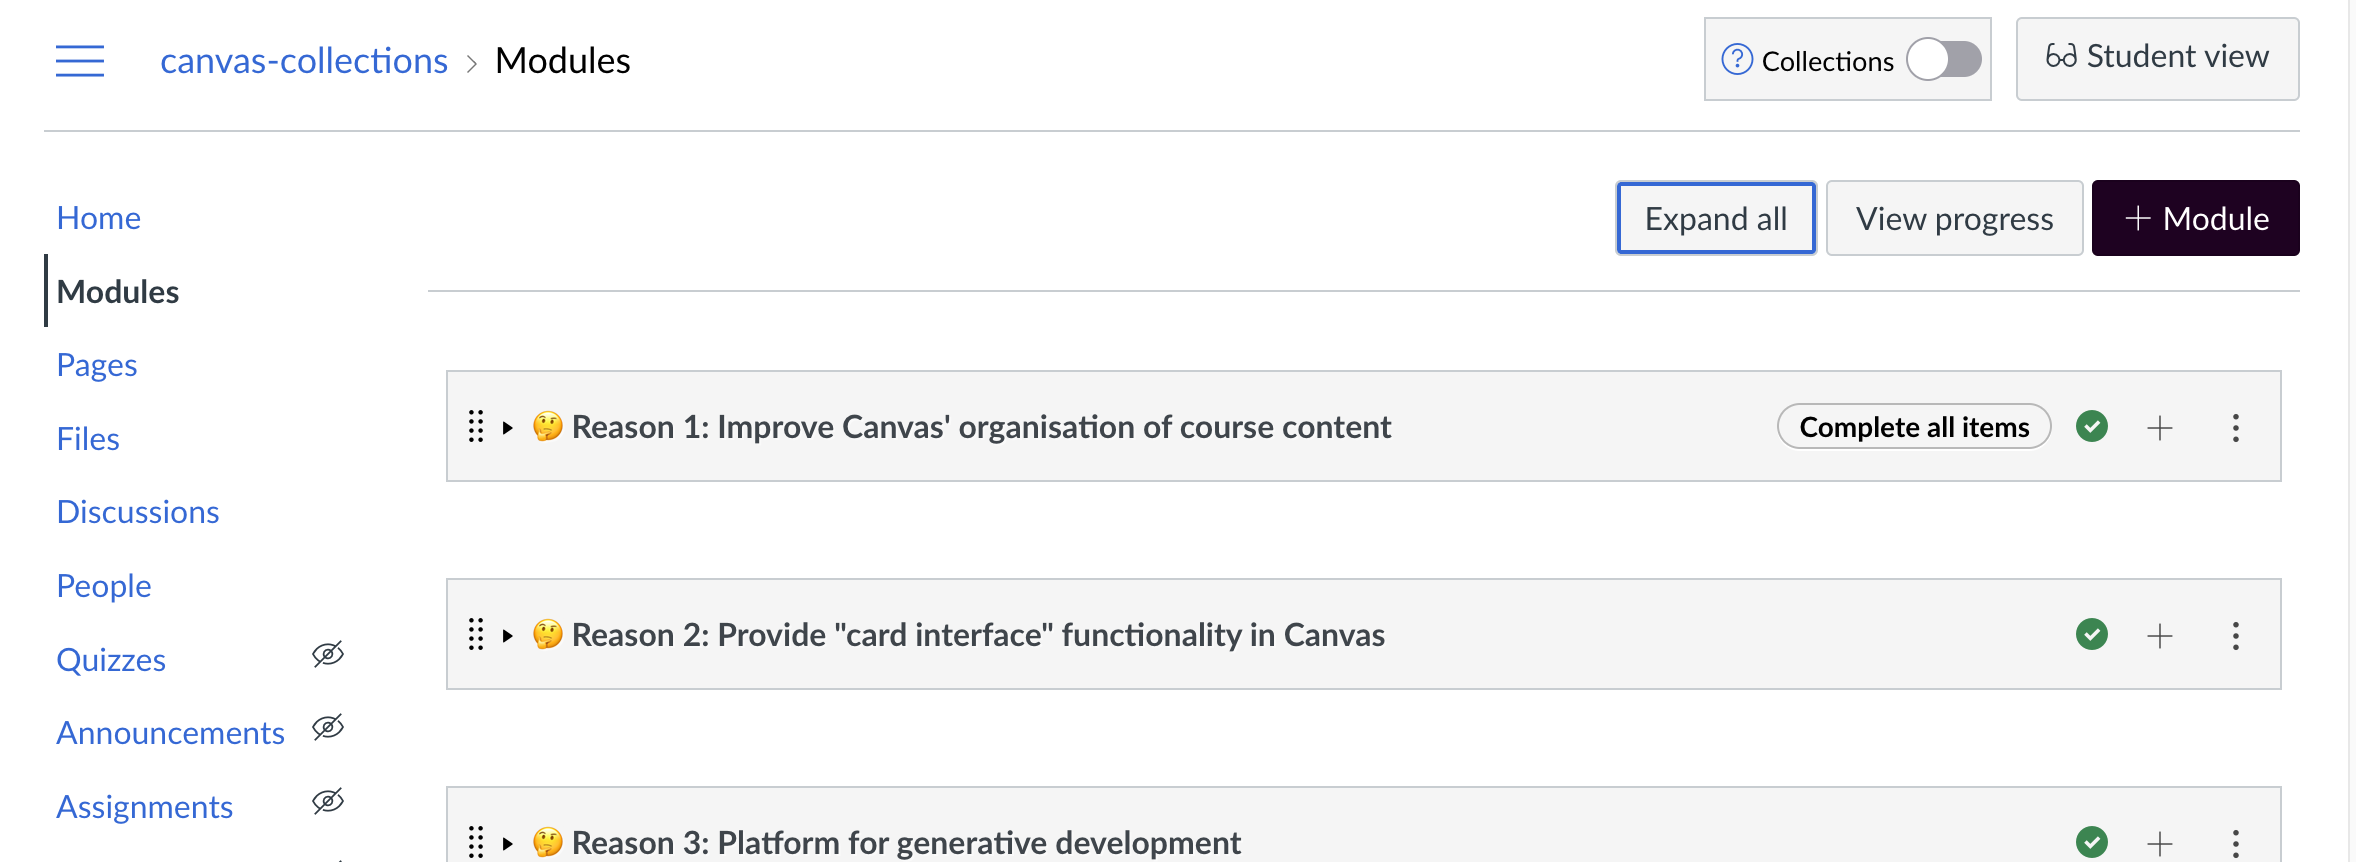 canvas-collections › Modules
? Collections
Student view
Home
Modules
Pages
Files
Discussions
People
Quizzes
Announcements
Assignments
Expand all
View progress
+ Module
🤔 Reason 1: Improve Canvas' organisation of course content
Complete all items
🤔 Reason 2: Provide "card interface" functionality in Canvas
🤔 Reason 3: Platform for generative development